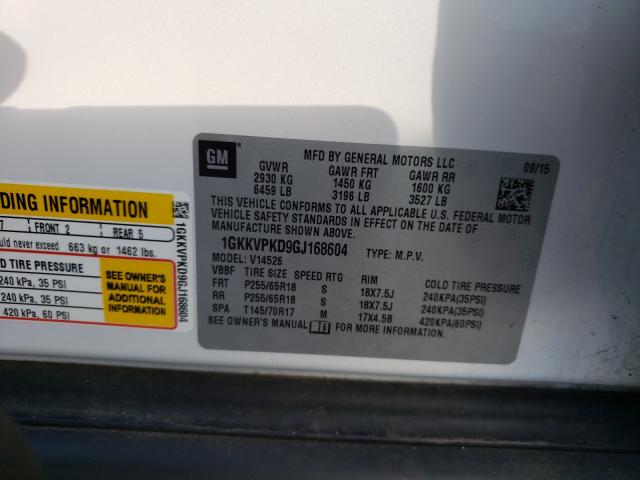 DING INFORMATION
7 FRONT 2 REAR 5
ould never exceed 663 kg or 1462 lbs.
D TIRE PRESSURE
240 kPa, 35 PSI
240 kPa, 35 PSI
420 kPa, 60 PSI
SEE OWNER'S
MANUAL FOR
ADDITIONAL
INFORMATION
1GKKVPKD9GJ168604
GM
MFD BY GENERAL MOTORS LLC
09/15
GVWR GAWR FRT GAWR RR
2930 KG 1450 KG 1600 KG
6459 LB 3196 LB 3527 LB
THIS VEHICLE CONFORMS TO ALL APPLICABLE U.S. FEDERAL MOTOR
VEHICLE SAFETY STANDARDS IN EFFECT ON THE DATE OF
MANUFACTURE SHOWN ABOVE.
1GKKVPKD9GJ168604 TYPE: M.P.V.
MODEL: V14526
VBBF TIRE SIZE SPEED RTG RIM COLD TIRE PRESSURE
FRT P255/65R18 S 18X7.5J 240KPA(35PSI)
RR P255/65R18 S 18X7.5J 240KPA(35PSI)
SPA T145/70R17 M 17X4.5B 420KPA(60PSI)
SEE OWNER'S MANUAL FOR MORE INFORMATION.